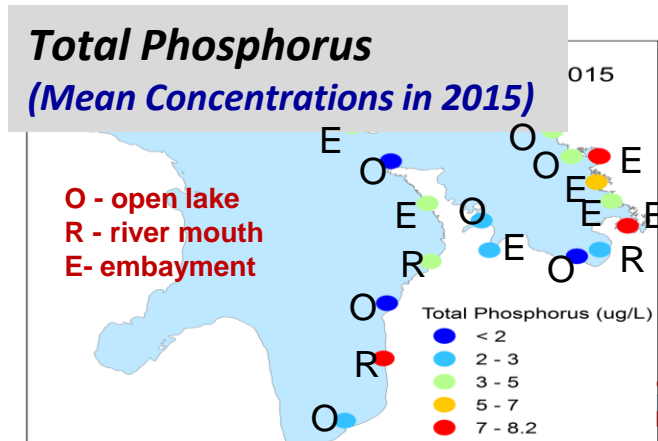 Total Phosphorus
(Mean Concentrations in 2015)
015
E
O
O
O
E
O - open lake
R - river mouth
E- embayment
E
E
O
E
E
E
R
O
R
O
Total Phosphorus (ug/L)
< 2
2 - 3
3 - 5
5 - 7
7 - 8.2
R
O